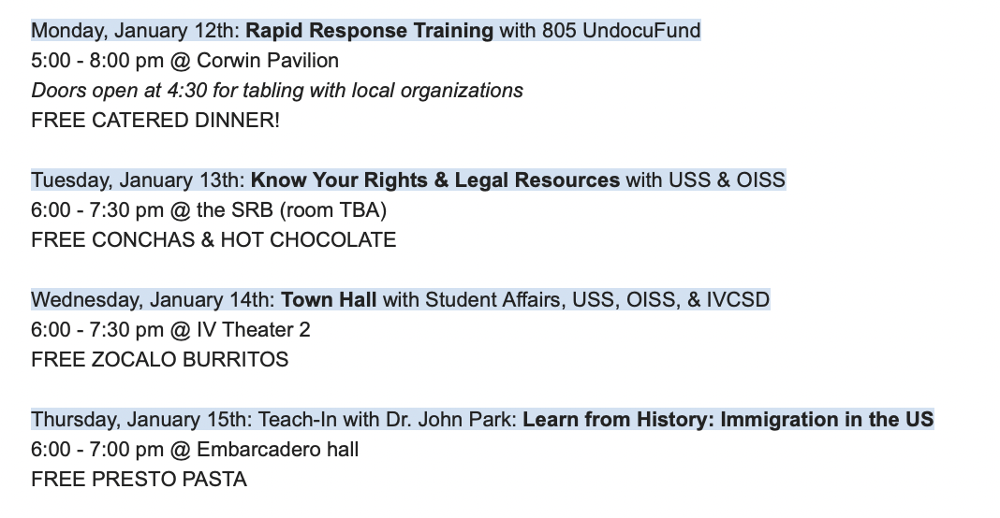 Monday, January 12th: Rapid Response Training with 805 UndocuFund
5:00 - 8:00 pm @ Corwin Pavilion
Doors open at 4:30 for tabling with local organizations
FREE CATERED DINNER!
Tuesday, January 13th: Know Your Rights & Legal Resources with USS & OISS
6:00 - 7:30 pm @ the SRB (room TBA)
FREE CONCHAS & HOT CHOCOLATE
Wednesday, January 14th: Town Hall with Student Affairs, USS, OISS, & IVCSD
6:00 - 7:30 pm @ IV Theater 2
FREE ZOCALO BURRITOS
Thursday, January 15th: Teach-In with Dr. John Park: Learn from History: Immigration in the US
6:00 - 7:00 pm @ Embarcadero hall
FREE PRESTO PASTA